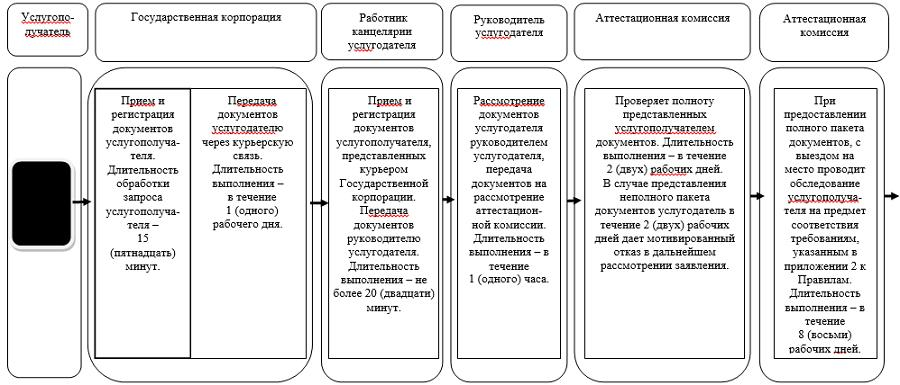 Услугопо-
лучатель
Государственная корпорация
Работник
канцелярии
услугодателя
Руководитель
услугодателя
Аттестационная комиссия
Аттестационная
комиссия
Прием и
регистрация
документов
услугополуча-
теля.
Длительность
обработки
запроса
услугополуча-
теля –
15
(пятнадцать)
минут.
Передача
документов
услугодателю
через курьерскую
связь.
Длительность
выполнения –
в течение
1 (одного)
рабочего дня.
Прием и
регистрация
документов
услугополучателя,
представленных
курьером
Государственной
корпорации.
Передача
документов
руководителю
услугодателя.
Длительность
выполнения – не
более 20 (двадцати)
минут.
Рассмотрение
документов
услугодателя
руководителем
услугодателя,
передача
документов на
рассмотрение
аттестацион-
ной комиссии.
Длительность
выполнения – в
течение
1 (одного) часа.
Проверяет полноту
представленных
услугополучателем
документов. Длительность
выполнения – в течение
2 (двух) рабочих дней.
В случае представления
неполного пакета
документов услугодатель в
течение 2 (двух) рабочих
дней дает мотивированный
отказ в дальнейшем
рассмотрении заявления.
При
предоставлении
полного пакета
документов, с
выездом на
место проводит
обследование
услугополуча-
теля на предмет
соответствия
требованиям,
указанным в
приложении 2 к
Правилам.
Длительность
выполнения – в
течение
8 (восьми)
рабочих дней.